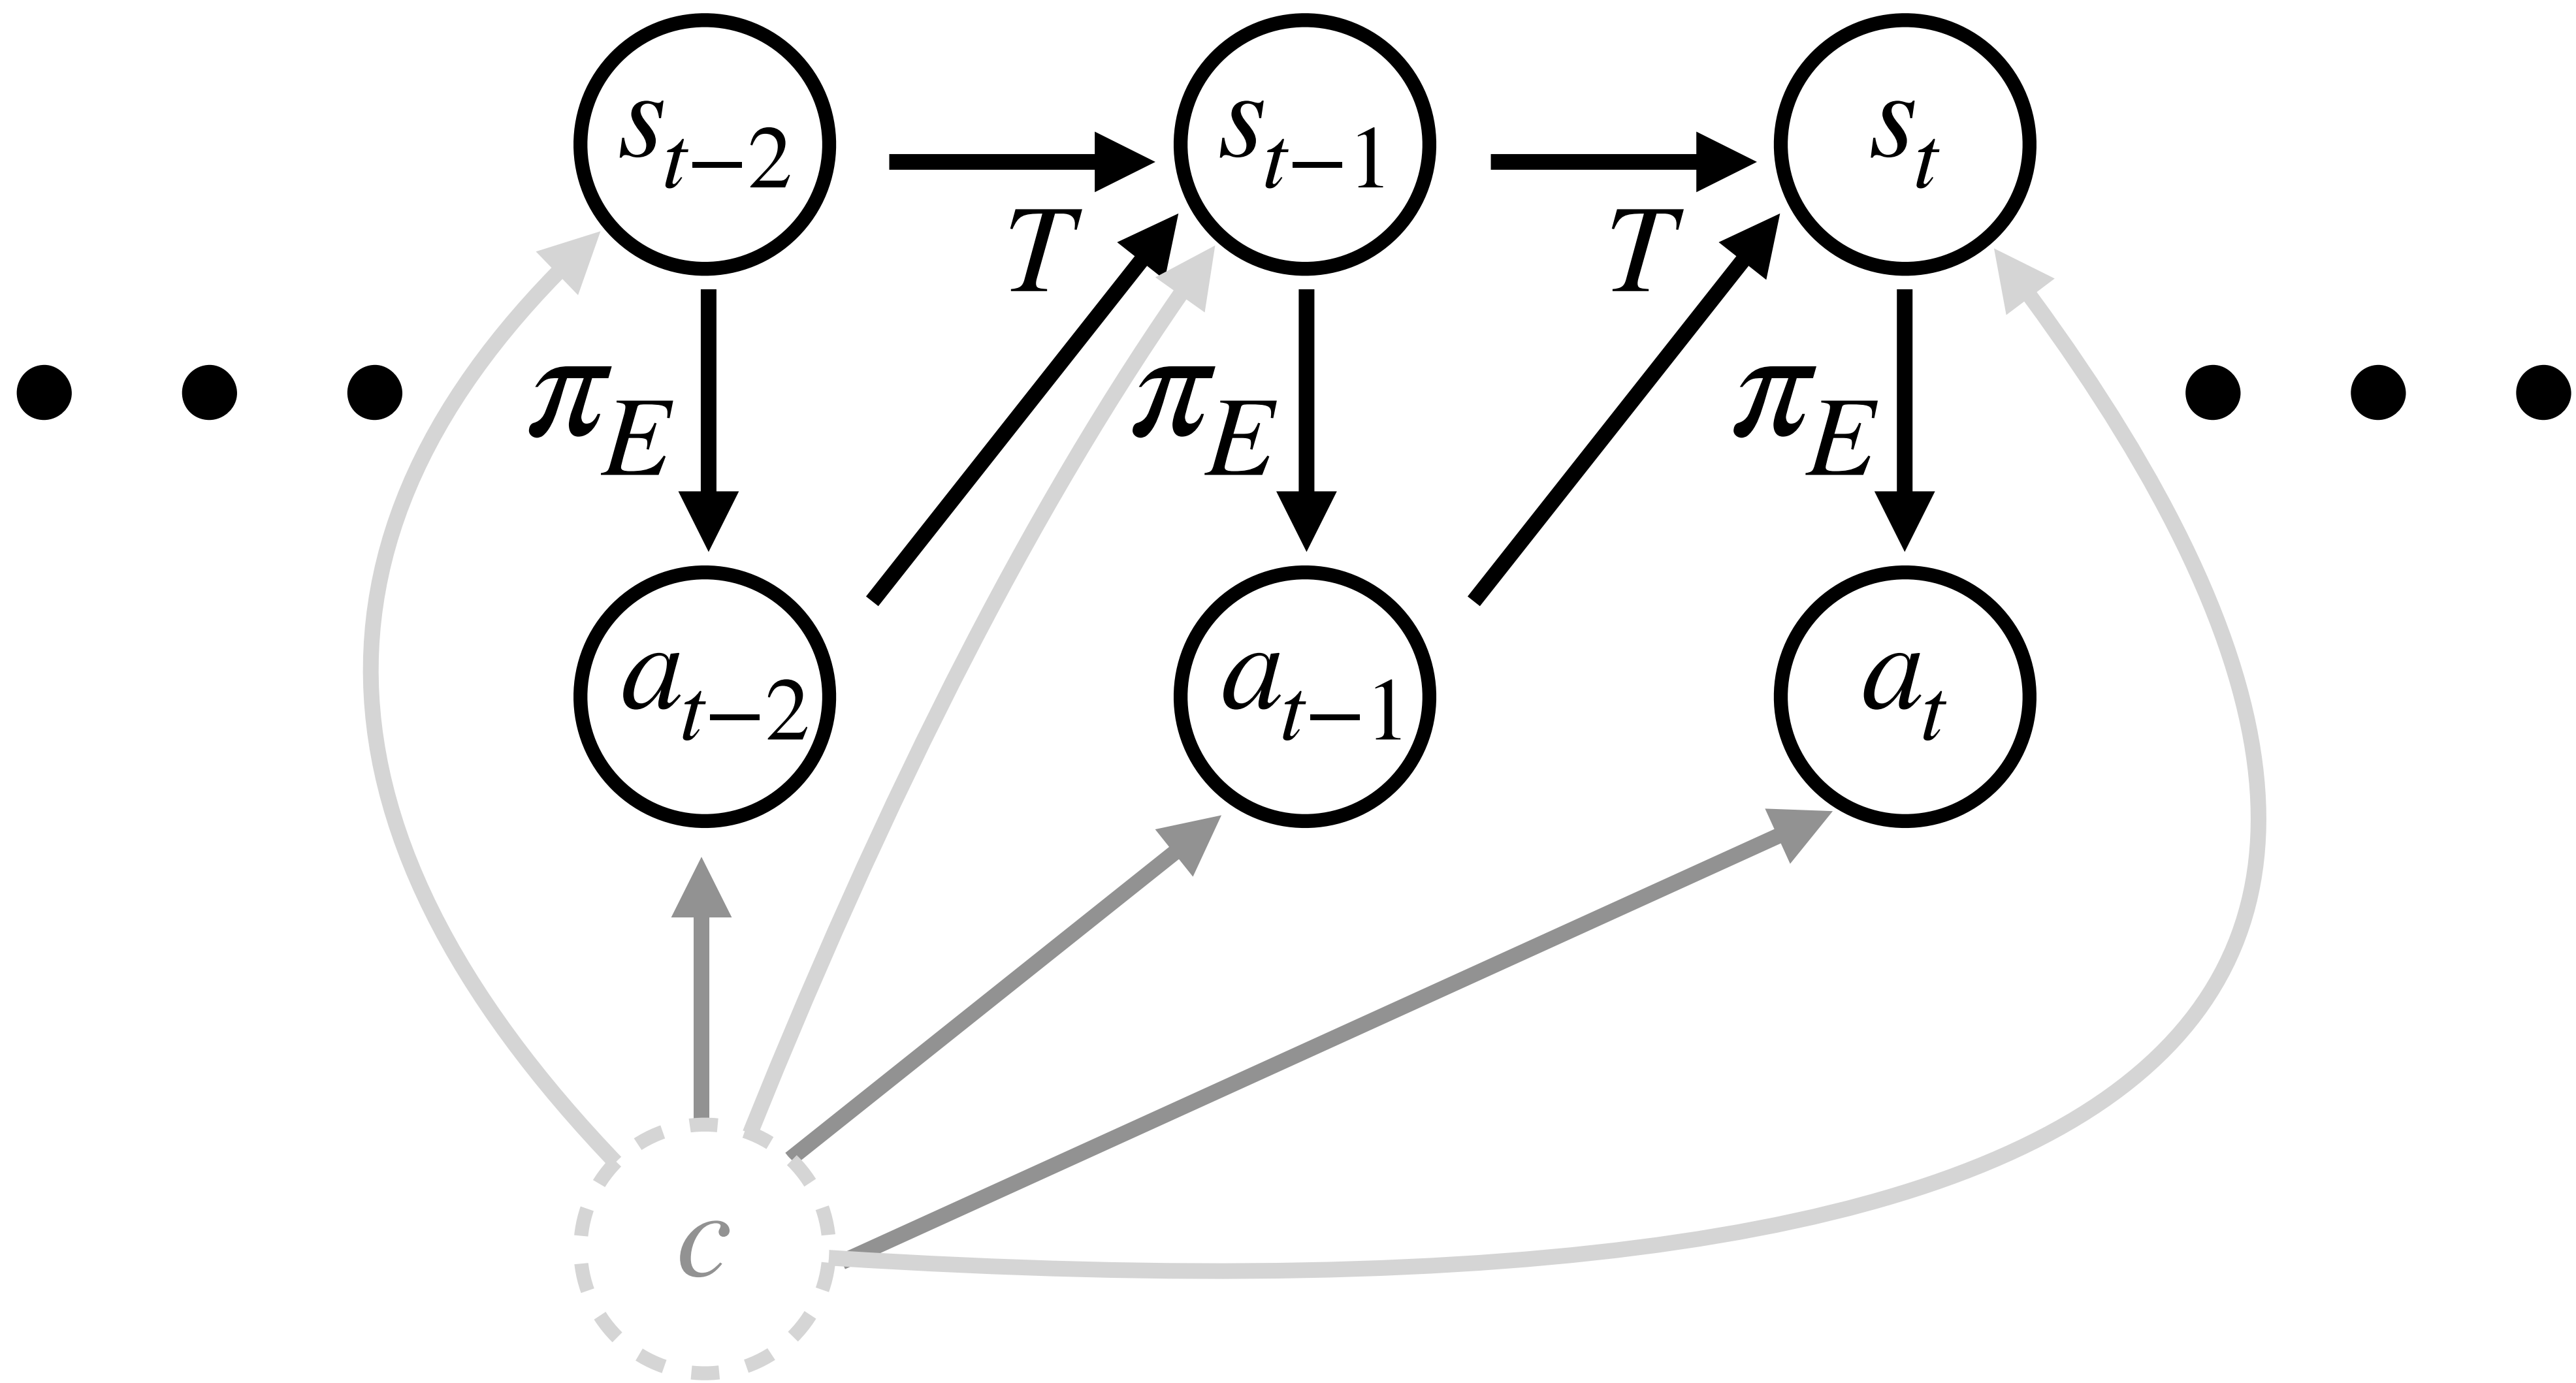 s_{t−2} s_{t−1} s_t
T T
π_E π_E π_E
a_{t−2} a_{t−1} a_t
c